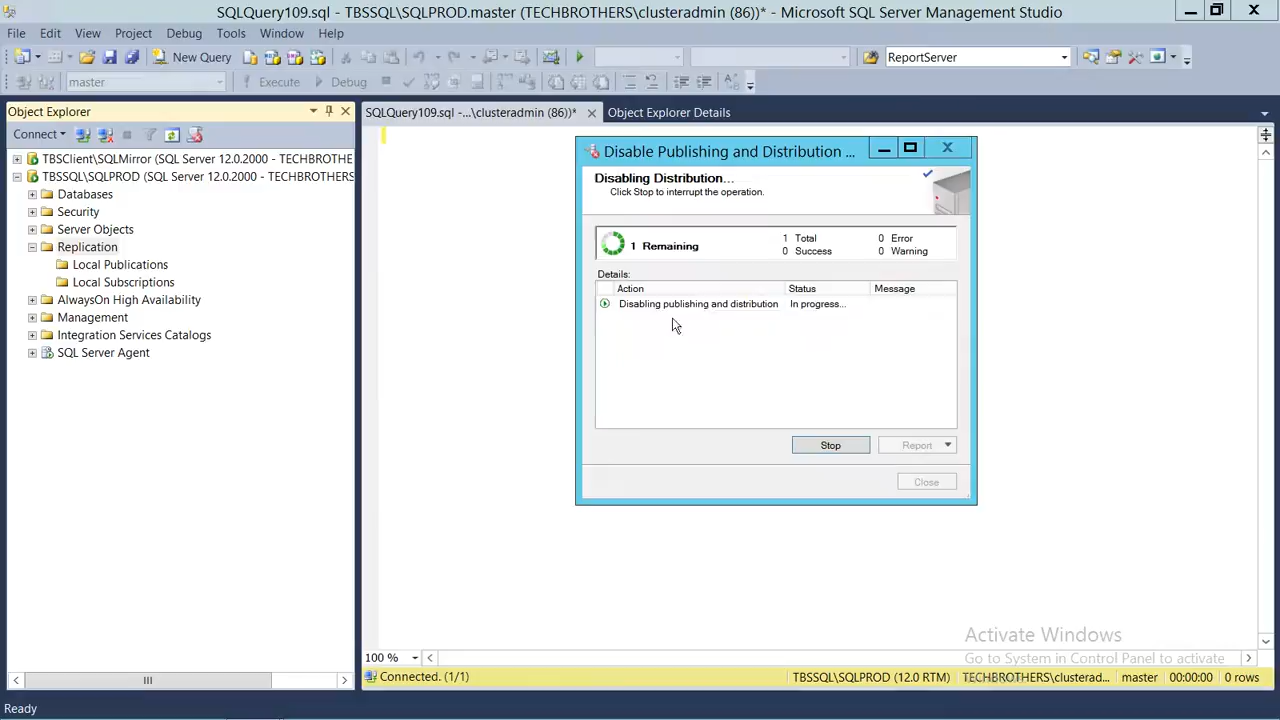 SQLQuery109.sql - TBSSQL\SQLPROD.master (TECHBROTHERS\clusteradmin (86))* - Microsoft SQL Server Management Studio
File Edit View Project Debug Tools Window Help
New Query ReportServer
master Execute Debug
Object Explorer
SQLQuery109.sql -...\clusteradmin (86))* Object Explorer Details
Connect
TBSClient\SQLMirror (SQL Server 12.0.2000 - TECHBROTHE
TBSSQL\SQLPROD (SQL Server 12.0.2000 - TECHBROTHERS
Databases
Security
Server Objects
Replication
Local Publications
Local Subscriptions
AlwaysOn High Availability
Management
Integration Services Catalogs
SQL Server Agent
Disable Publishing and Distribution ...
Disabling Distribution...
Click Stop to interrupt the operation.
1 Remaining
1 Total 0 Error
0 Success 0 Warning
Details:
Action Status Message
Disabling publishing and distribution In progress...
Stop Report
Close
Activate Windows
Go to System in Control Panel to activate
100 %
Connected. (1/1) TBSSQL\SQLPROD (12.0 RTM) TECHBROTHERS\clusterad... master 00:00:00 0 rows
Ready